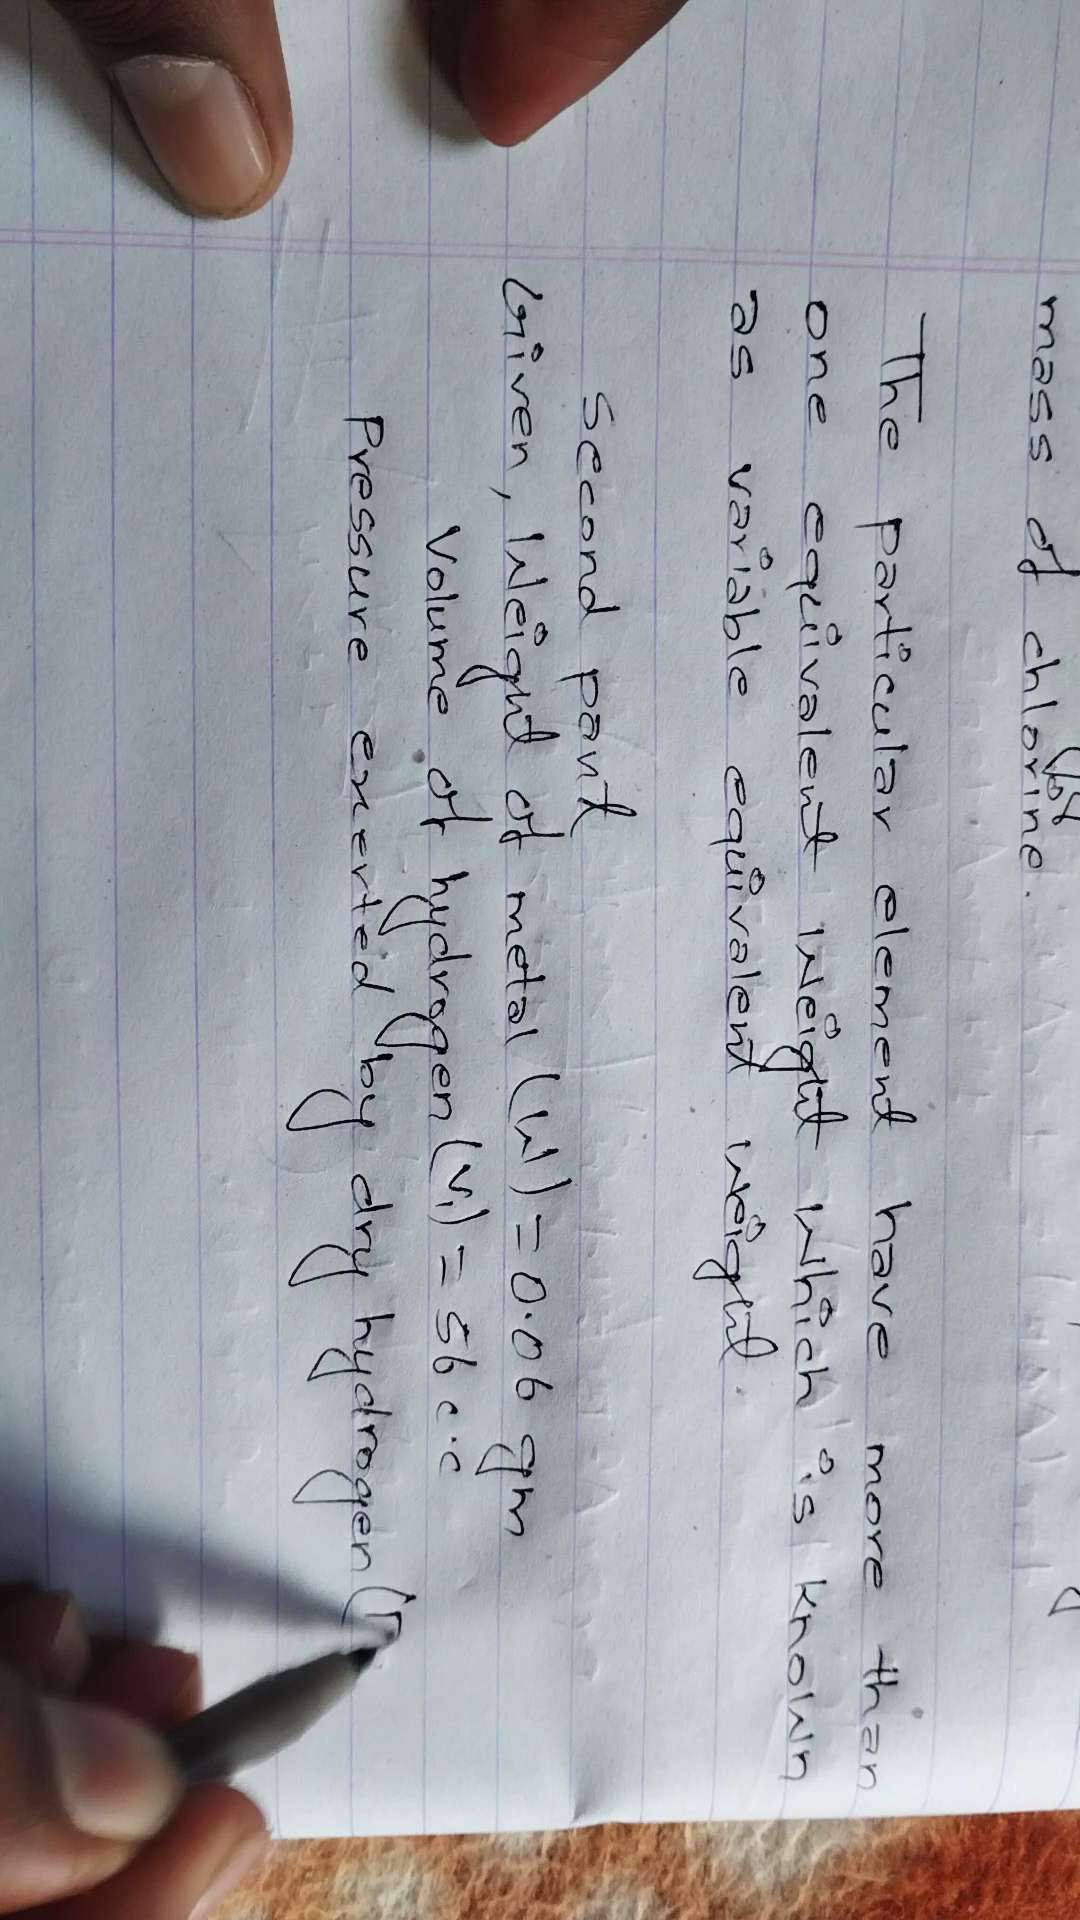 mass of chlorine.
The particular element have more than
one equivalent weight which is known
as variable equivalent weight.
Second part
Given, Weight of metal (W) = 0.06 gm
Volume of hydrogen (V1) = 56 c.c
Pressure exerted by dry hydrogen (P